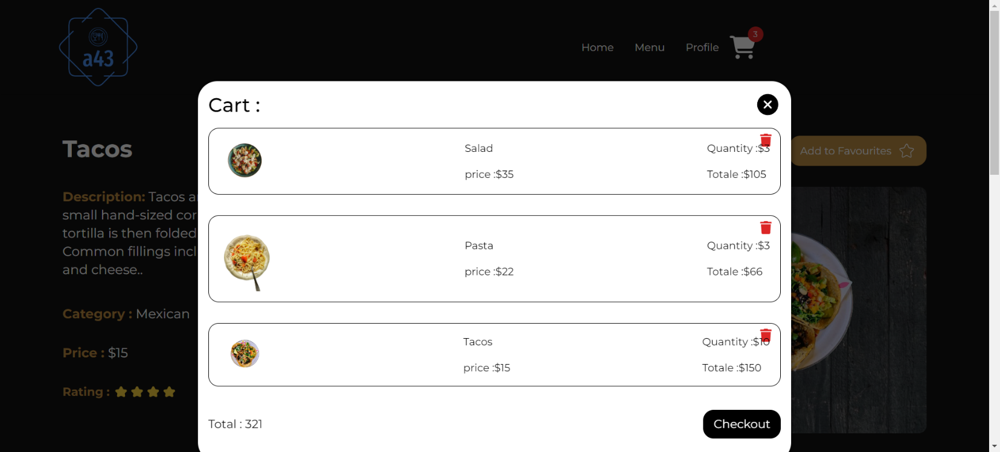 a43
Home Menu Profile 3
Cart :
Tacos
Add to Favourites
Description: Tacos a
small hand-sized cor
tortilla is then folded
Common fillings incl
and cheese..
Category : Mexican
Price : $15
Rating :
Salad
price :$35
Quantity :$3
Totale :$105
Pasta
price :$22
Quantity :$3
Totale :$66
Tacos
price :$15
Quantity :$10
Totale :$150
Total : 321
Checkout